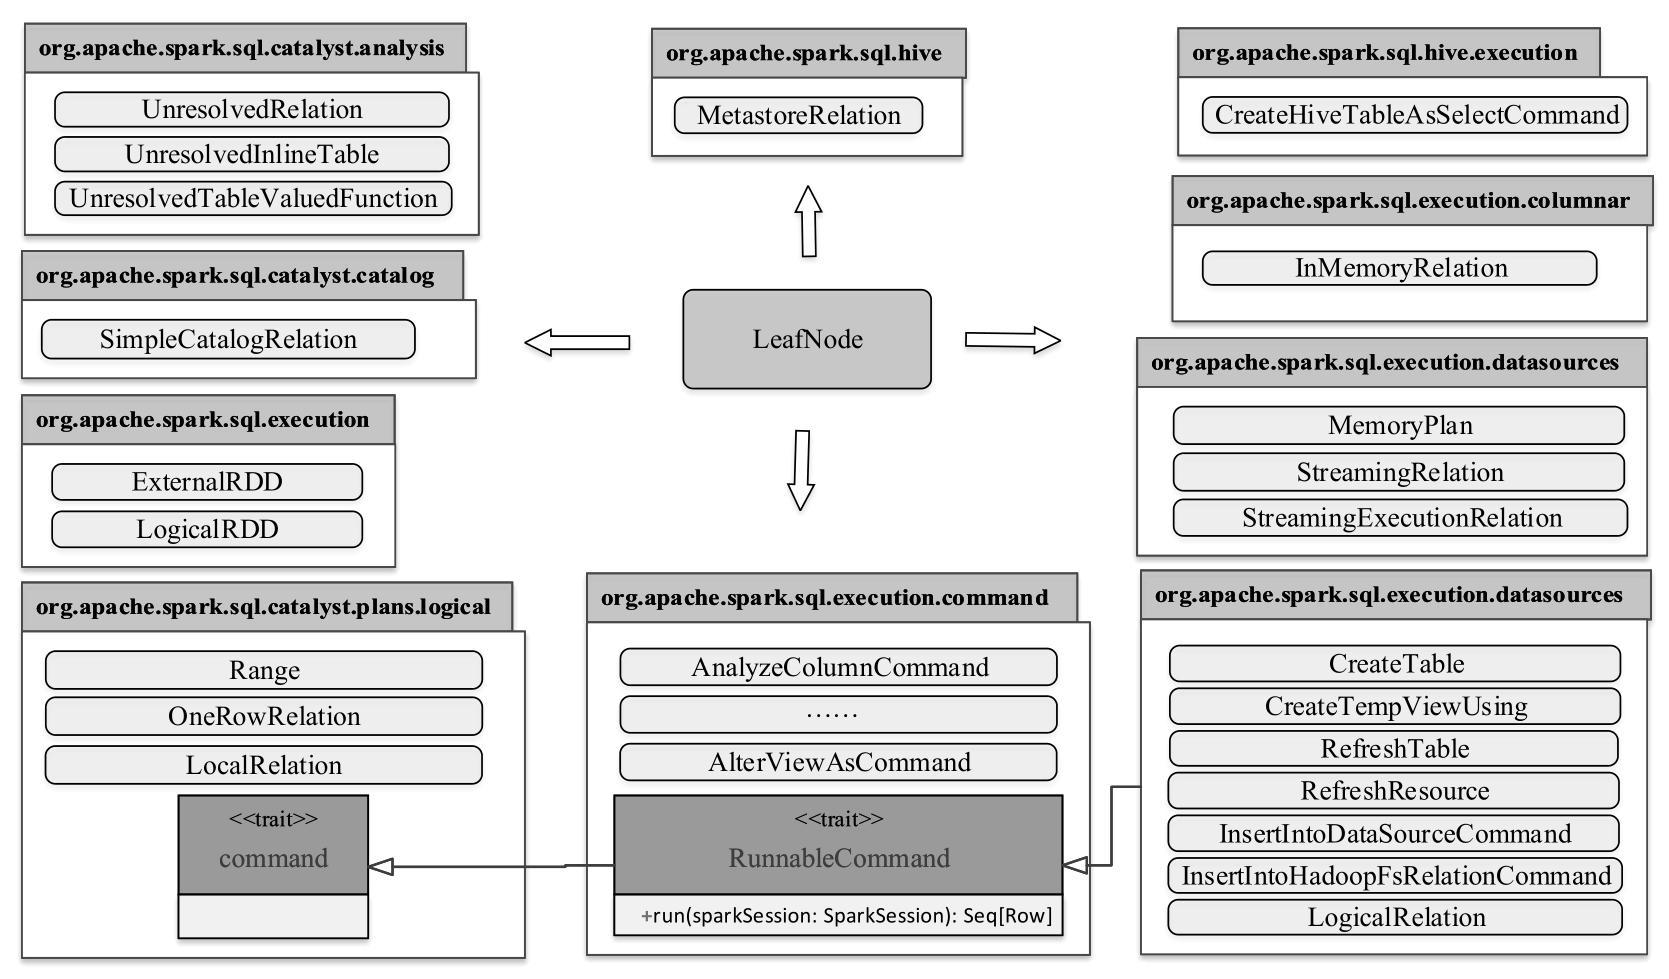 org.apache.spark.sql.catalyst.analysis
UnresolvedRelation
UnresolvedInlineTable
UnresolvedTableValuedFunction
org.apache.spark.sql.catalyst.catalog
SimpleCatalogRelation
org.apache.spark.sql.execution
ExternalRDD
LogicalRDD
org.apache.spark.sql.catalyst.plans.logical
Range
OneRowRelation
LocalRelation
<<trait>>
command
org.apache.spark.sql.hive
MetastoreRelation
LeafNode
org.apache.spark.sql.execution.command
AnalyzeColumnCommand
……
AlterViewAsCommand
<<trait>>
RunnableCommand
+run(sparkSession: SparkSession): Seq[Row]
org.apache.spark.sql.hive.execution
CreateHiveTableAsSelectCommand
org.apache.spark.sql.execution.columnar
InMemoryRelation
org.apache.spark.sql.execution.datasources
MemoryPlan
StreamingRelation
StreamingExecutionRelation
org.apache.spark.sql.execution.datasources
CreateTable
CreateTempViewUsing
RefreshTable
RefreshResource
InsertIntoDataSourceCommand
InsertIntoHadoopFsRelationCommand
LogicalRelation